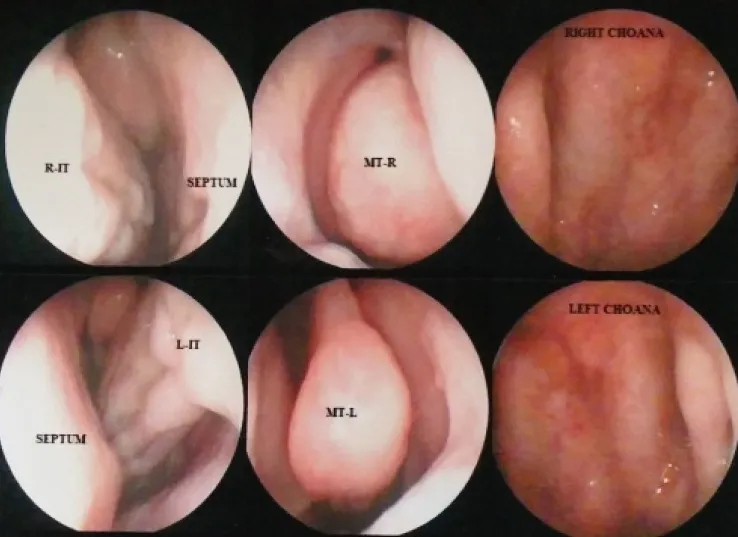 R-IT
SEPTUM
MT-R
RIGHT CHOANA
SEPTUM
L-IT
MT-L
LEFT CHOANA